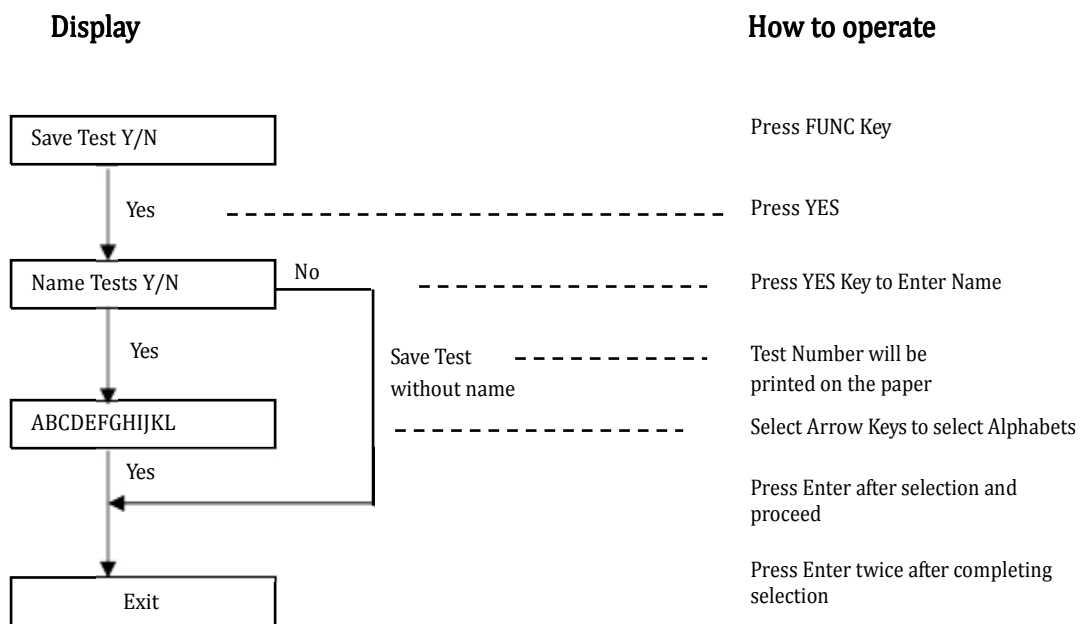 Display
How to operate
Save Test Y/N
Press FUNC Key
Yes
Press YES
Name Tests Y/N
No
Press YES Key to Enter Name
Yes
Save Test
without name
Test Number will be
printed on the paper
ABCDEFGHIJKL
Select Arrow Keys to select Alphabets
Yes
Press Enter after selection and
proceed
Exit
Press Enter twice after completing
selection